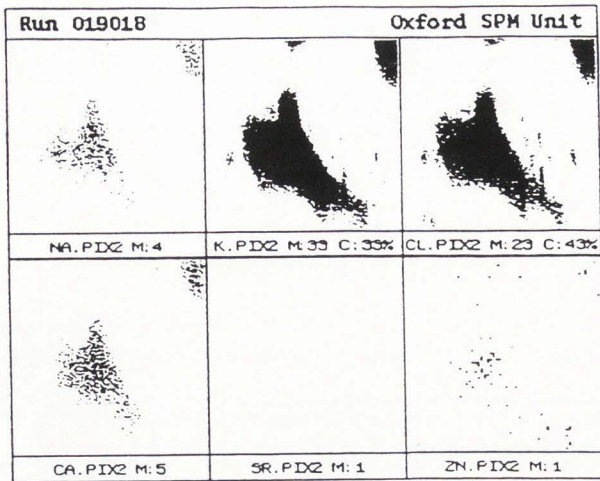 Run 019018 Oxford SPM Unit
NA.PIX2 M:4 K.PIX2 M:39 C:39% CL.PIX2 M:23 C:43%
CA.PIX2 M:5 SR.PIX2 M:1 ZN.PIX2 M:1